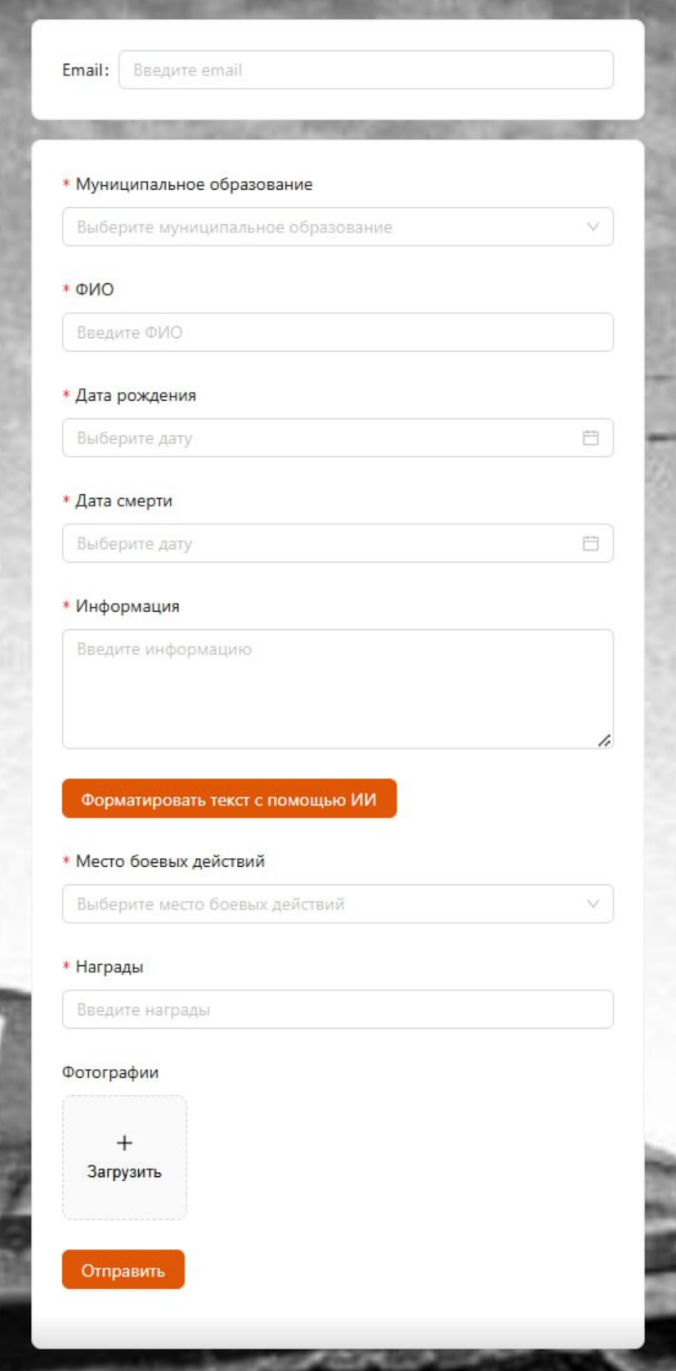 Email:
Введите email
* Муниципальное образование
Выберите муниципальное образование
* ФИО
Введите ФИО
* Дата рождения
Выберите дату
* Дата смерти
Выберите дату
* Информация
Введите информацию
Форматировать текст с помощью ИИ
* Место боевых действий
Выберите место боевых действий
* Награды
Введите награды
Фотографии
+
Загрузить
Отправить